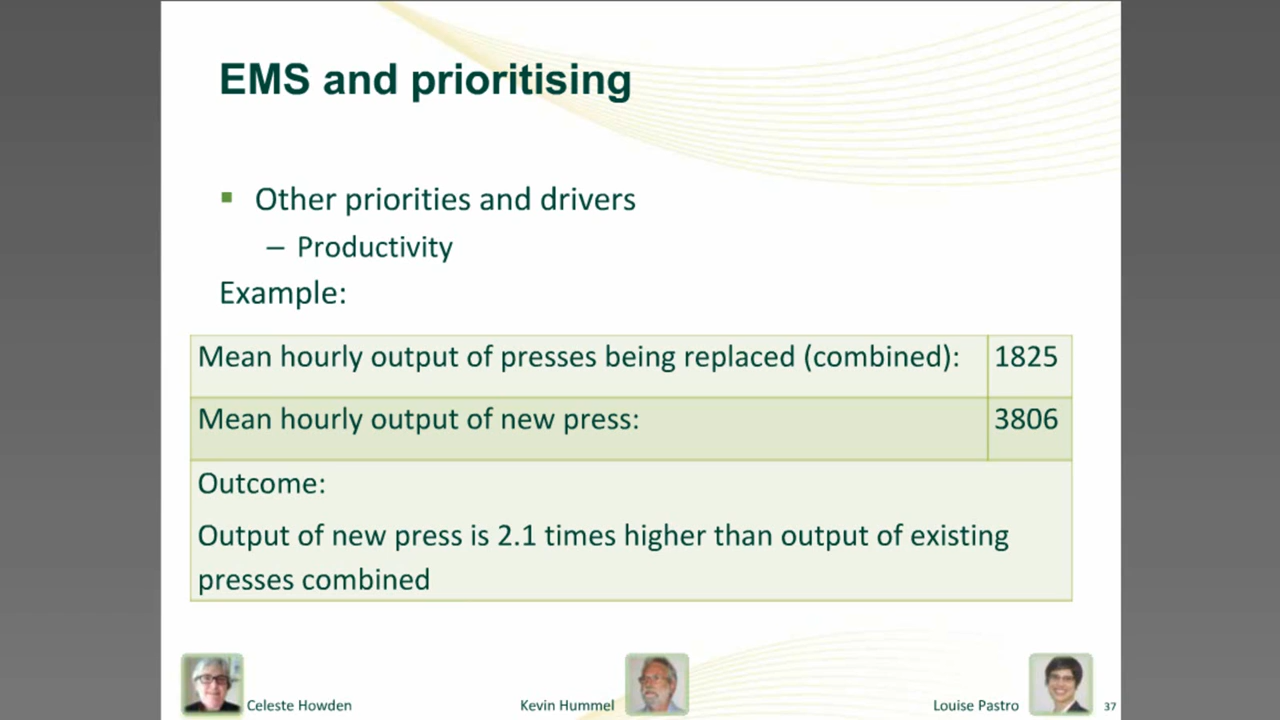 EMS and prioritising
Other priorities and drivers
– Productivity
Example:
Mean hourly output of presses being replaced (combined): 1825
Mean hourly output of new press: 3806
Outcome:
Output of new press is 2.1 times higher than output of existing
presses combined
Celeste Howden Kevin Hummel Louise Pastro 37